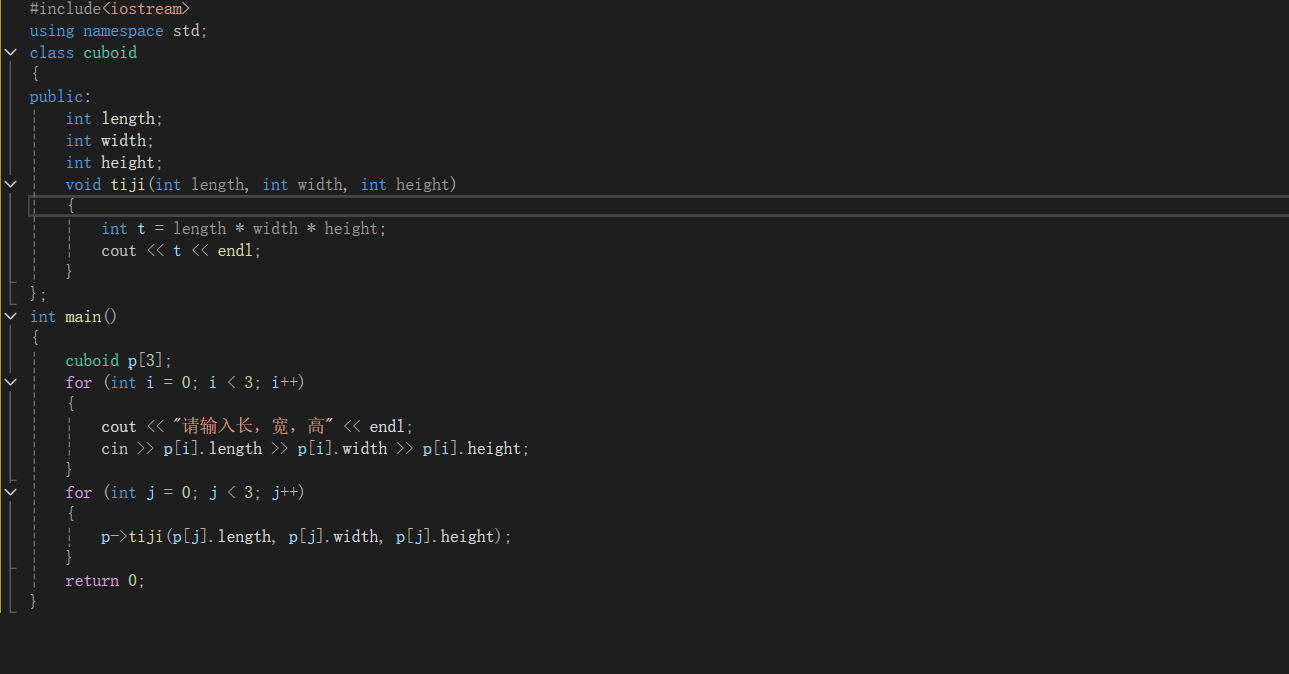 #include<iostream>
using namespace std;
class cuboid
{
public:
    int length;
    int width;
    int height;
    void tiji(int length, int width, int height)
    {
        int t = length * width * height;
        cout << t << endl;
    }
};
int main()
{
    cuboid p[3];
    for (int i = 0; i < 3; i++)
    {
        cout << "请输入长，宽，高" << endl;
        cin >> p[i].length >> p[i].width >> p[i].height;
    }
    for (int j = 0; j < 3; j++)
    {
        p->tiji(p[j].length, p[j].width, p[j].height);
    }
    return 0;
}